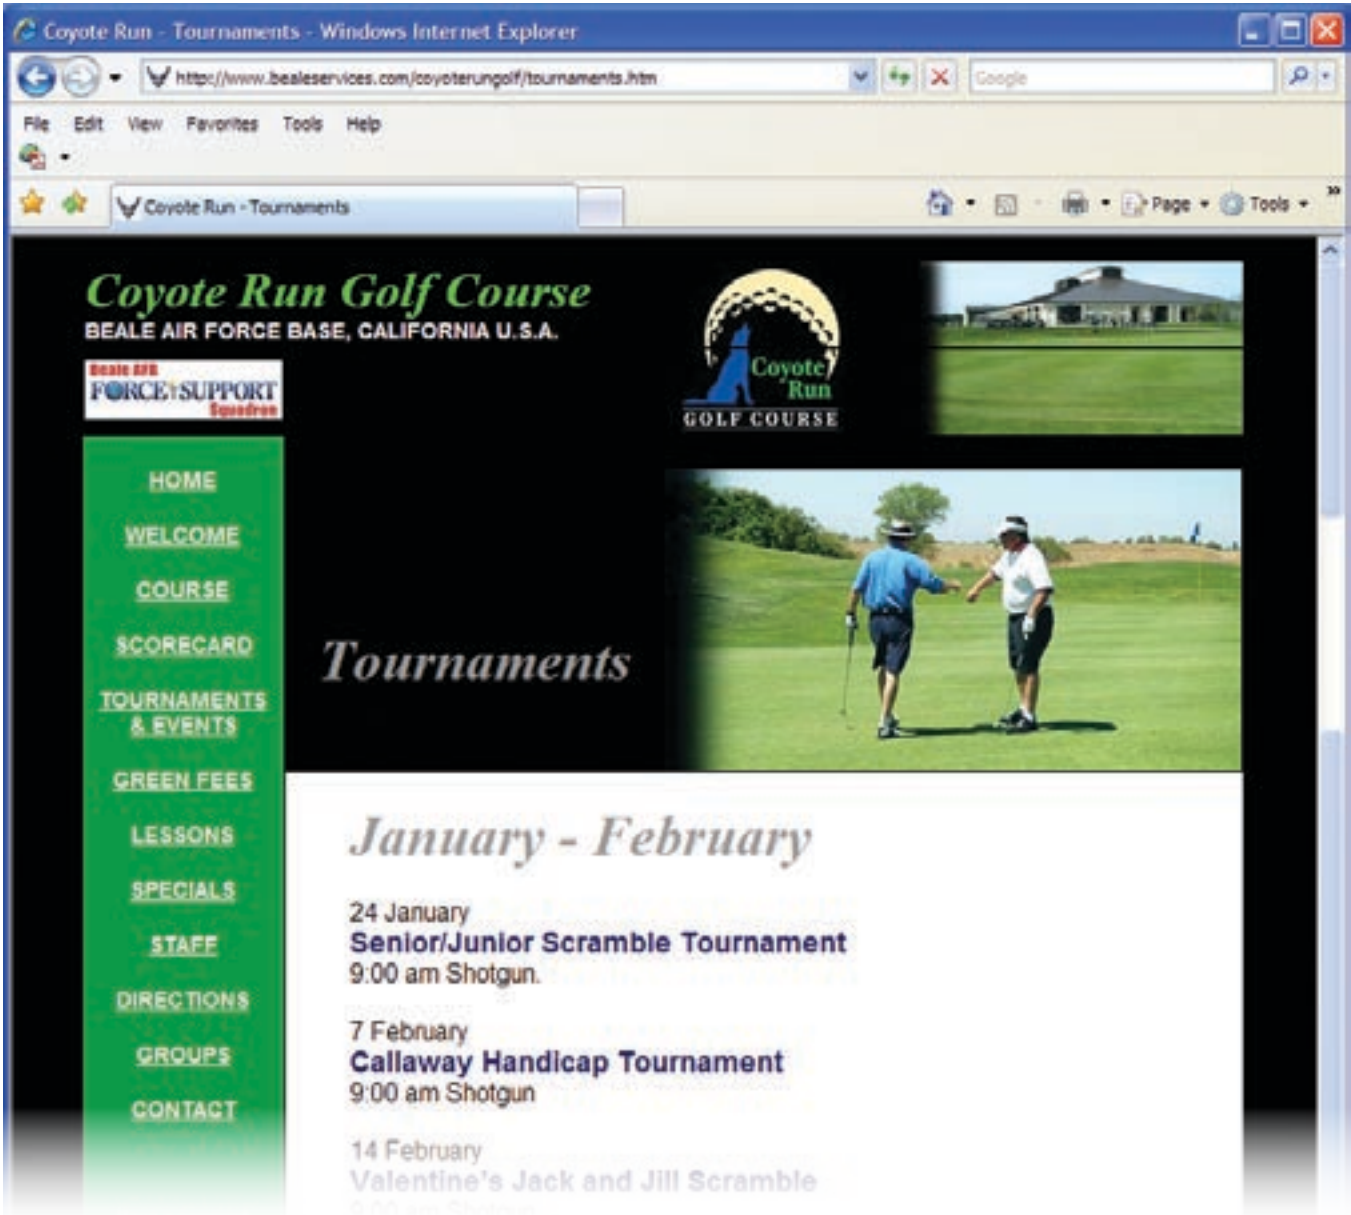 Coyote Run - Tournaments - Windows Internet Explorer
http://www.bealeservices.com/coyoterungolf/tournaments.htm
Google
File Edit View Favorites Tools Help
Coyote Run - Tournaments
Page Tools
Coyote Run Golf Course
BEALE AIR FORCE BASE, CALIFORNIA U.S.A.
Beale AFB
FORCE SUPPORT
Squadron
Coyote
Run
GOLF COURSE
HOME
WELCOME
COURSE
SCORECARD
TOURNAMENTS
& EVENTS
GREEN FEES
LESSONS
SPECIALS
STAFF
DIRECTIONS
GROUPS
CONTACT
Tournaments
January - February
24 January
Senior/Junior Scramble Tournament
9:00 am Shotgun.
7 February
Callaway Handicap Tournament
9:00 am Shotgun
14 February
Valentine's Jack and Jill Scramble
9:00 am Shotgun